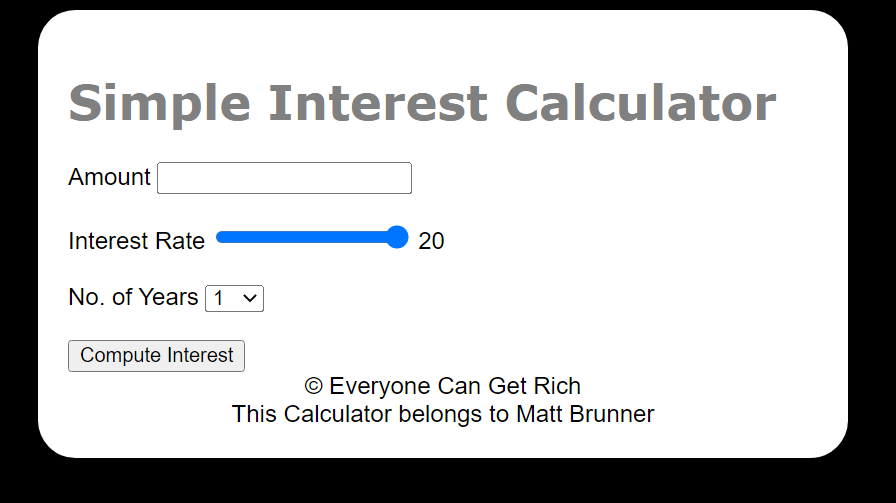 Simple Interest Calculator
Amount
Interest Rate 20
No. of Years 1
Compute Interest
© Everyone Can Get Rich
This Calculator belongs to Matt Brunner